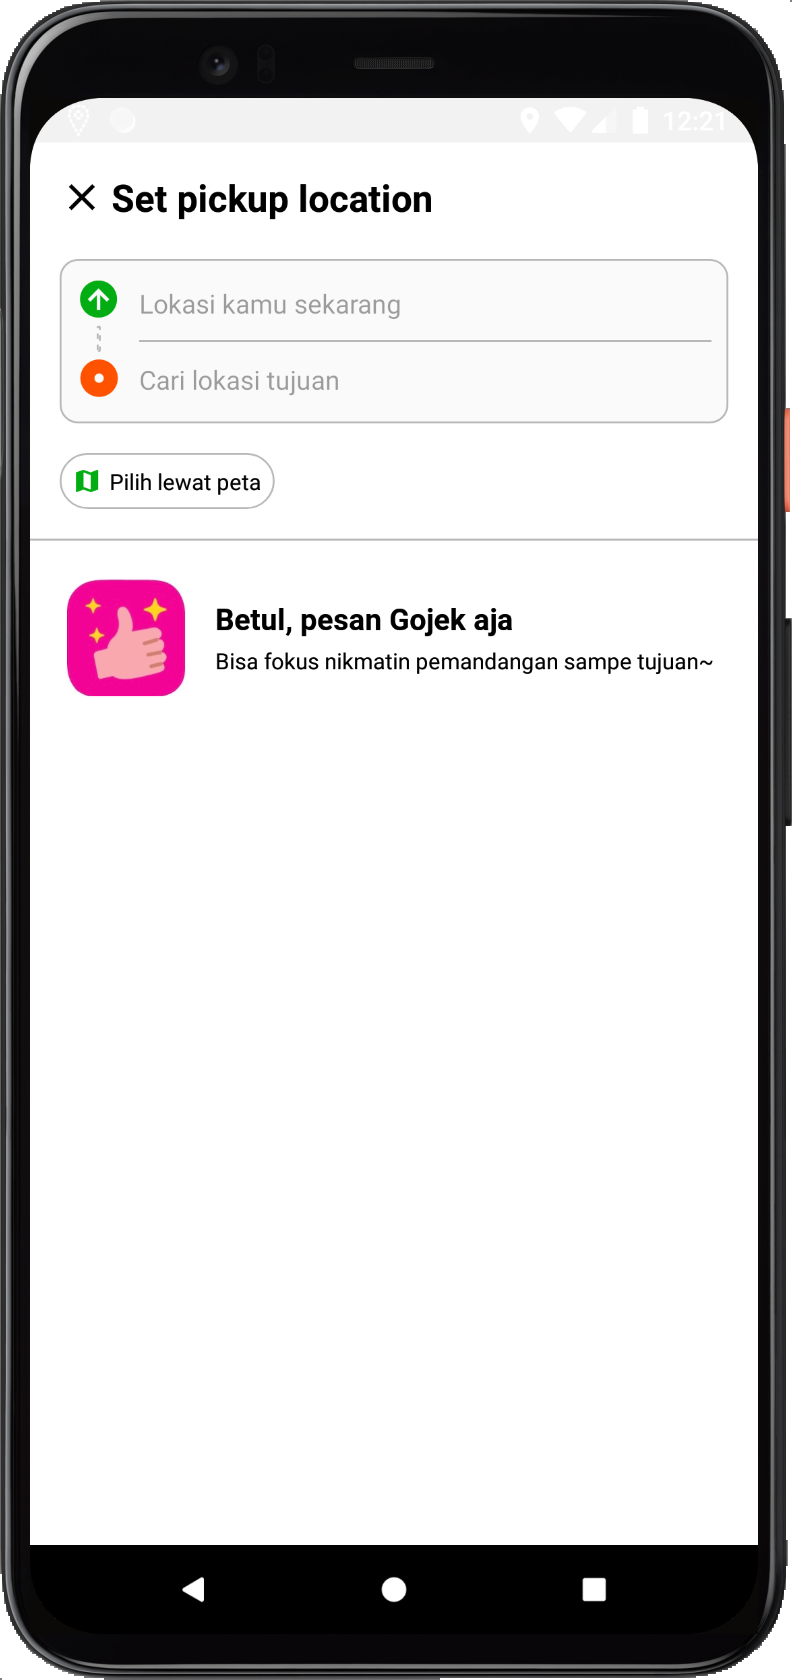 12:21
Set pickup location
Lokasi kamu sekarang
Cari lokasi tujuan
Pilih lewat peta
Betul, pesan Gojek aja
Bisa fokus nikmatin pemandangan sampe tujuan~